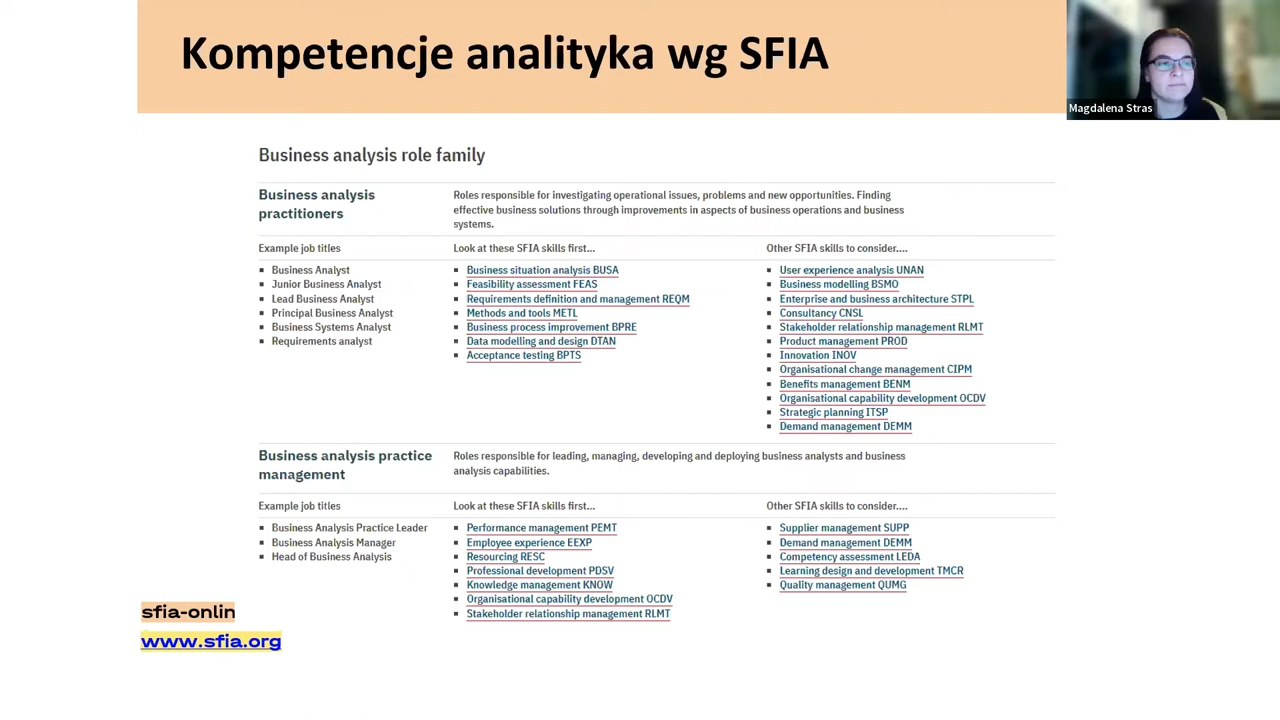 Kompetencje analityka wg SFIA
Magdalena Stras
Business analysis role family
Business analysis
practitioners
Roles responsible for investigating operational issues, problems and new opportunities. Finding
effective business solutions through improvements in aspects of business operations and business
systems.
Example job titles
Business Analyst
Junior Business Analyst
Lead Business Analyst
Principal Business Analyst
Business Systems Analyst
Requirements analyst
Look at these SFIA skills first...
Business situation analysis BUSA
Feasibility assessment FEAS
Requirements definition and management REQM
Methods and tools METL
Business process improvement BPRE
Data modelling and design DTAN
Acceptance testing BPTS
Other SFIA skills to consider....
User experience analysis UNAN
Business modelling BSMO
Enterprise and business architecture STPL
Consultancy CNSL
Stakeholder relationship management RLMT
Product management PROD
Innovation INOV
Organisational change management CIPM
Benefits management BENM
Organisational capability development OCDV
Strategic planning ITSP
Demand management DEMM
Business analysis practice
management
Roles responsible for leading, managing, developing and deploying business analysts and business
analysis capabilities.
Example job titles
Business Analysis Practice Leader
Business Analysis Manager
Head of Business Analysis
Look at these SFIA skills first...
Performance management PEMT
Employee experience EEXP
Resourcing RESC
Professional development PDSV
Knowledge management KNOW
Organisational capability development OCDV
Stakeholder relationship management RLMT
Other SFIA skills to consider....
Supplier management SUPP
Demand management DEMM
Competency assessment LEDA
Learning design and development TMCR
Quality management QUMG
sfia-onlin
www.sfia.org